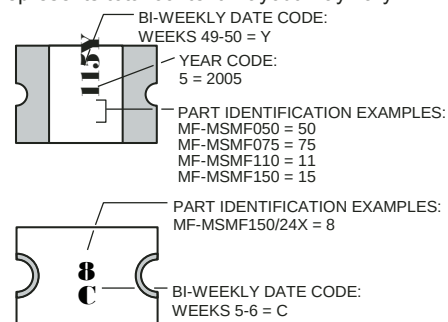 BI-WEEKLY DATE CODE:
WEEKS 49-50 = Y
YEAR CODE:
5 = 2005
115Y
PART IDENTIFICATION EXAMPLES:
MF-MSMF050 = 50
MF-MSMF075 = 75
MF-MSMF110 = 11
MF-MSMF150 = 15
PART IDENTIFICATION EXAMPLES:
MF-MSMF150/24X = 8
8
C
BI-WEEKLY DATE CODE:
WEEKS 5-6 = C